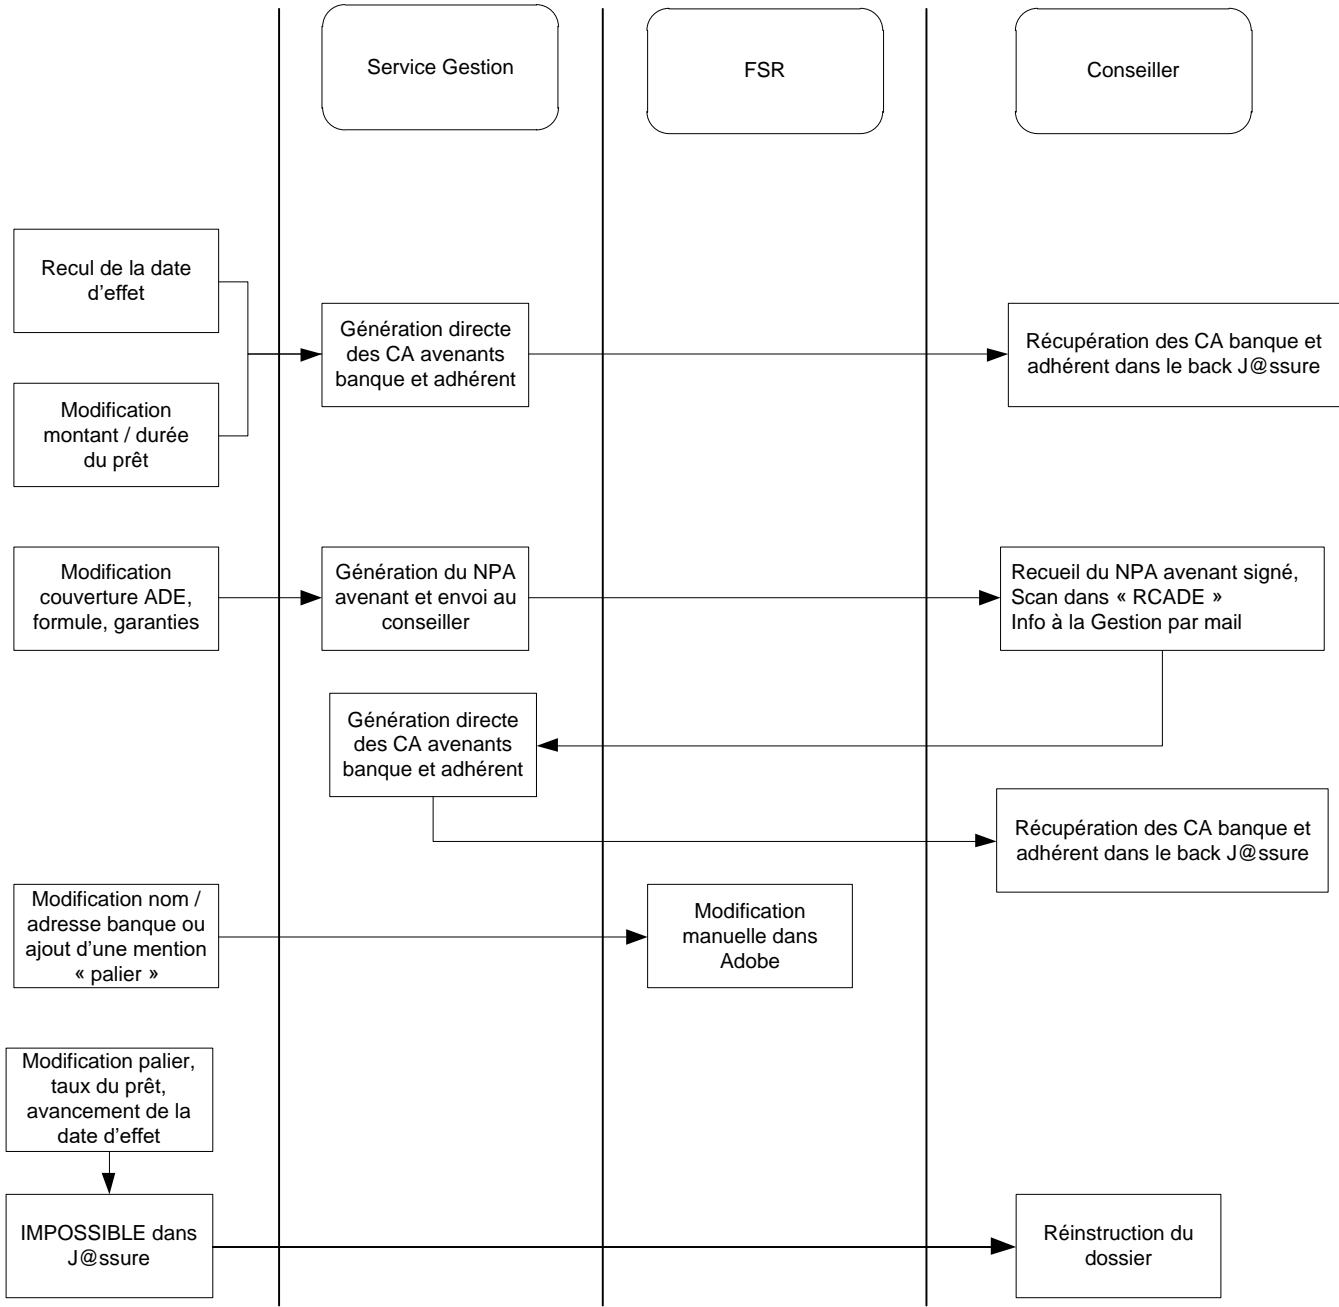 Service Gestion
FSR
Conseiller
Recul de la date
d'effet
Génération directe
des CA avenants
banque et adhérent
Récupération des CA banque et
adhérent dans le back J@ssure
Modification
montant / durée
du prêt
Modification
couverture ADE,
formule, garanties
Génération du NPA
avenant et envoi au
conseiller
Recueil du NPA avenant signé,
Scan dans « RCADE »
Info à la Gestion par mail
Génération directe
des CA avenants
banque et adhérent
Récupération des CA banque et
adhérent dans le back J@ssure
Modification nom /
adresse banque ou
ajout d'une mention
« palier »
Modification
manuelle dans
Adobe
Modification palier,
taux du prêt,
avancement de la
date d'effet
IMPOSSIBLE dans
J@ssure
Réinstruction du
dossier